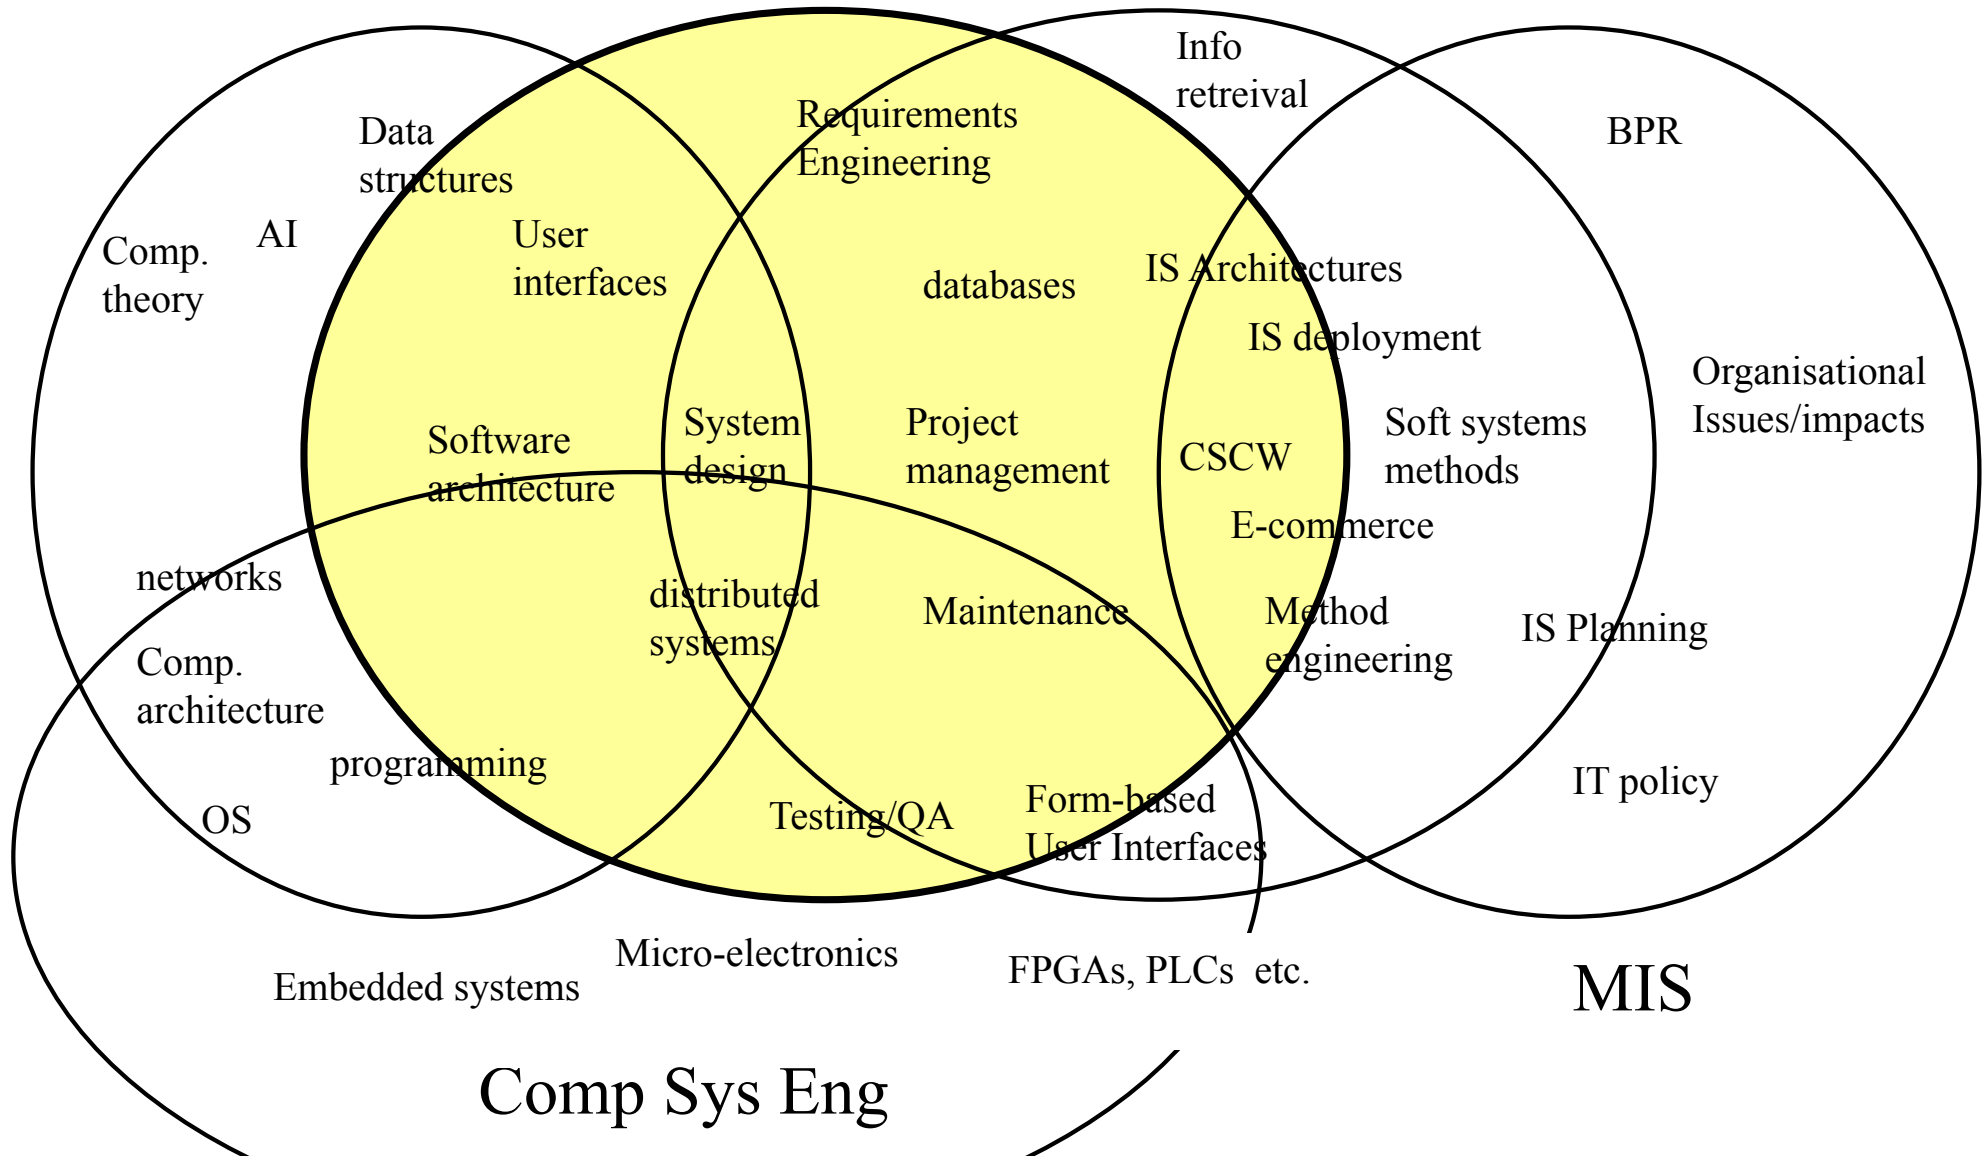 Info
retreival
Data
structures
Requirements
Engineering
BPR
Comp.
theory
AI
User
interfaces
databases
IS Architectures
IS deployment
Organisational
Issues/impacts
Software
architecture
System
design
Project
management
CSCW
Soft systems
methods
E-commerce
networks
distributed
systems
Maintenance
Method
engineering
IS Planning
Comp.
architecture
programming
OS
Testing/QA
Form-based
User Interfaces
IT policy
Embedded systems
Micro-electronics
FPGAs, PLCs  etc.
MIS
Comp Sys Eng